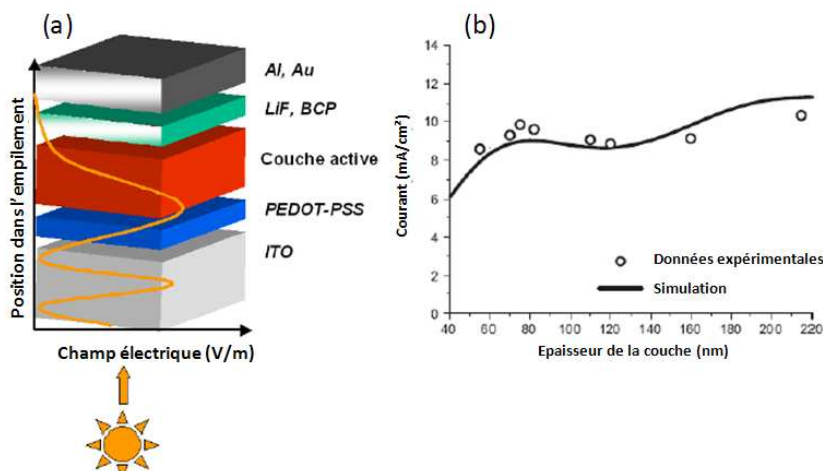 (a)
Position dans l'empilement
Al, Au
LiF, BCP
Couche active
PEDOT-PSS
ITO
Champ électrique (V/m)
(b)
Courant (mA/cm²)
14
12
10
8
6
4
2
0
Données expérimentales
Simulation
40 60 80 100 120 140 160 180 200 220
Epaisseur de la couche (nm)